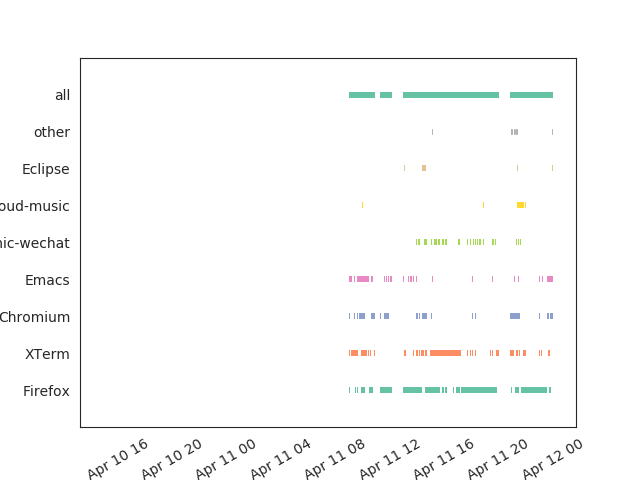 all
other
Eclipse
oud-music
nic-wechat
Emacs
Chromium
XTerm
Firefox
Apr 10 16
Apr 10 20
Apr 11 00
Apr 11 04
Apr 11 08
Apr 11 12
Apr 11 16
Apr 11 20
Apr 12 00